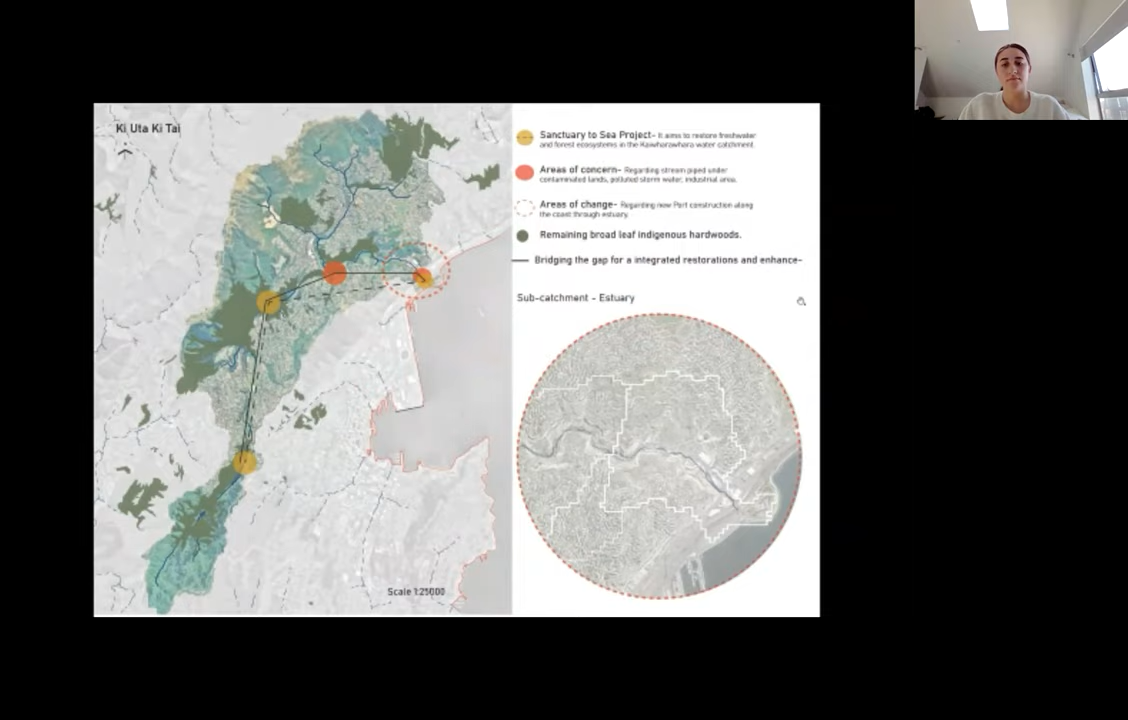 Ki Uta Ki Tai
Scale 1:25000
Sanctuary to Sea Project- It aims to restore freshwater
and forest ecosystems in the Kaiwharawhara water catchment.
Areas of concern- Regarding stream piped under
contaminated lands, polluted storm water, industrial area.
Areas of change- Regarding new Port construction along
the coast through estuary.
Remaining broad leaf indigenous hardwoods.
Bridging the gap for a integrated restorations and enhance-
Sub-catchment - Estuary